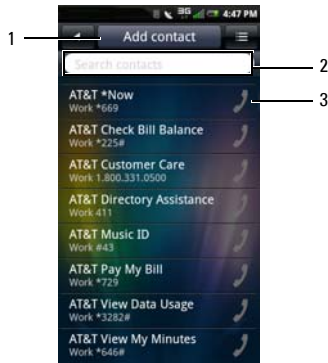 3G 4:47 PM
1 Add contact
Search contacts 2
AT&T *Now 3
Work *669
AT&T Check Bill Balance
Work *225#
AT&T Customer Care
Work 1.800.331.0500
AT&T Directory Assistance
Work 411
AT&T Music ID
Work #43
AT&T Pay My Bill
Work *729
AT&T View Data Usage
Work *3282#
AT&T View My Minutes
Work *646#